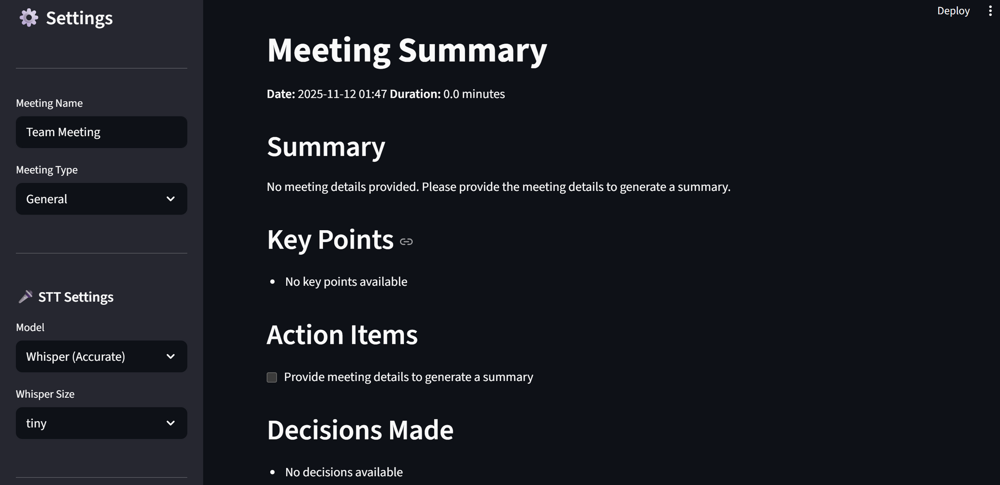 Settings
Meeting Name
Team Meeting
Meeting Type
General
STT Settings
Model
Whisper (Accurate)
Whisper Size
tiny
Deploy
Meeting Summary
Date: 2025-11-12 01:47 Duration: 0.0 minutes
Summary
No meeting details provided. Please provide the meeting details to generate a summary.
Key Points
• No key points available
Action Items
Provide meeting details to generate a summary
Decisions Made
• No decisions available